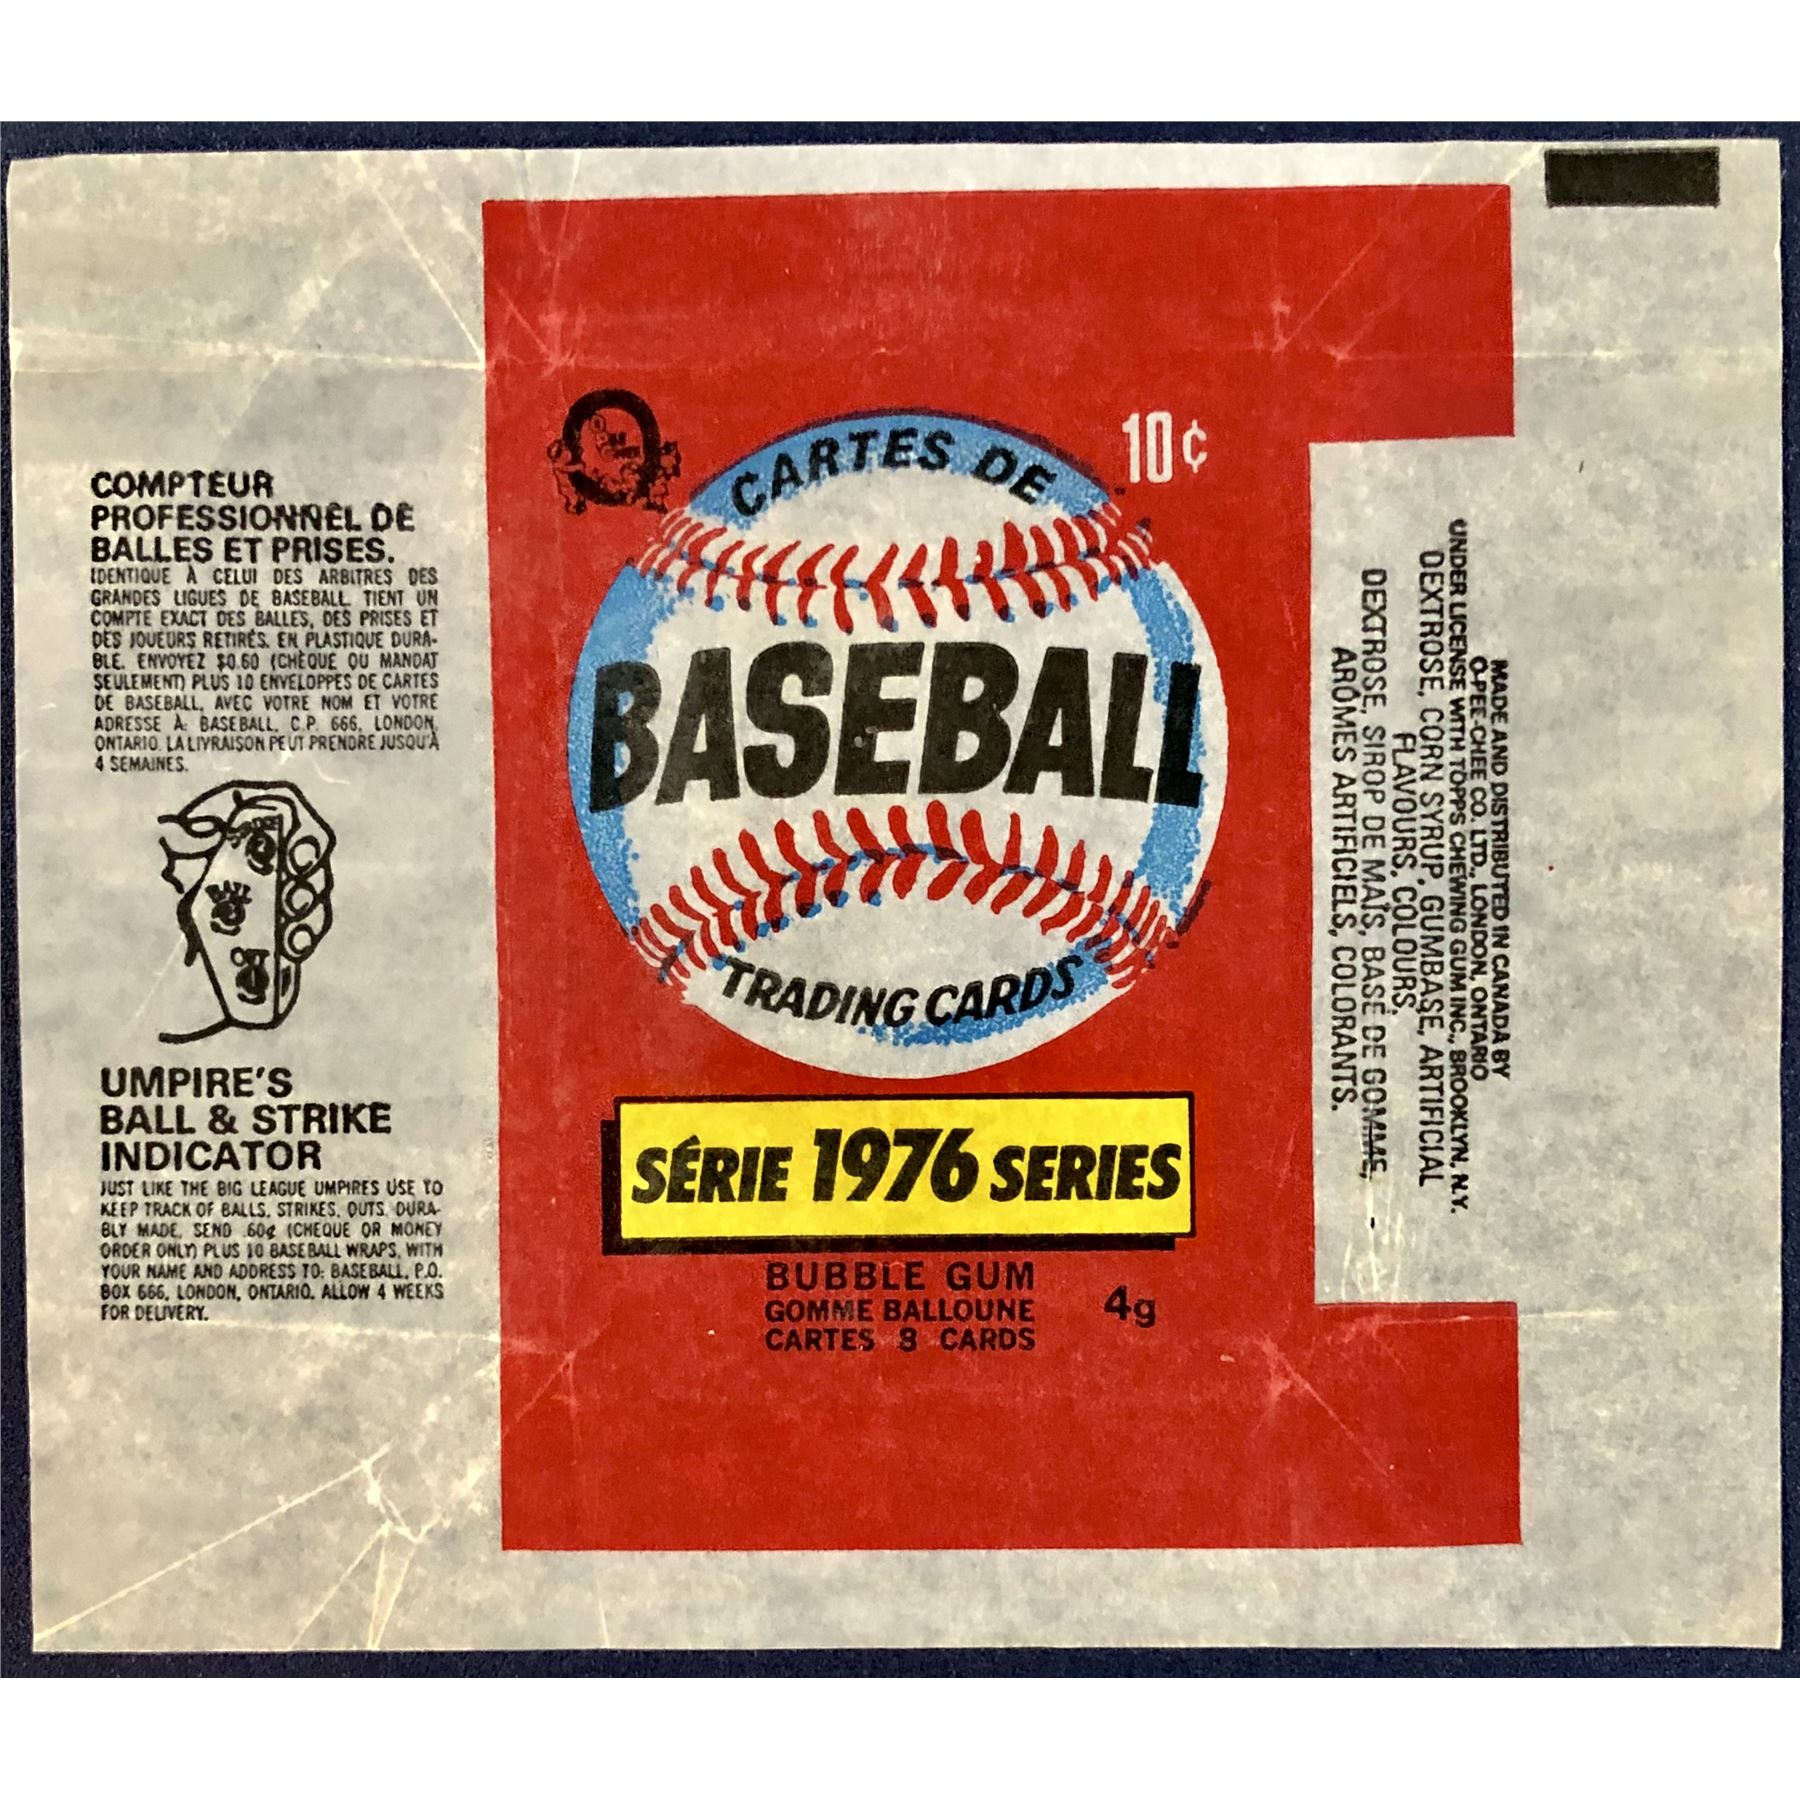 COMPTEUR
PROFESSIONNEL DE
BALLES ET PRISES.
IDENTIQUE À CELUI DES ARBITRES DES
GRANDES LIGUES DE BASEBALL. TIENT UN
COMPTE EXACT DES BALLES, DES PRISES ET
DES JOUEURS RETIRÉS. EN PLASTIQUE DURA-
BLE. ENVOYEZ $0.60 (CHÈQUE OU MANDAT
SEULEMENT) PLUS 10 ENVELOPPES DE CARTES
DE BASEBALL, AVEC VOTRE NOM ET VOTRE
ADRESSE À: BASEBALL, C.P. 666, LONDON,
ONTARIO. LA LIVRAISON PEUT PRENDRE JUSQU'À
4 SEMAINES.
UMPIRE'S
BALL & STRIKE
INDICATOR
JUST LIKE THE BIG LEAGUE UMPIRES USE TO
KEEP TRACK OF BALLS, STRIKES, OUTS. DURA-
BLY MADE. SEND .60¢ (CHEQUE OR MONEY
ORDER ONLY) PLUS 10 BASEBALL WRAPS, WITH
YOUR NAME AND ADDRESS TO: BASEBALL, P.O.
BOX 666, LONDON, ONTARIO. ALLOW 4 WEEKS
FOR DELIVERY.
10¢
CARTES DE
BASEBALL
TRADING CARDS
SÉRIE 1976 SERIES
BUBBLE GUM
GOMME BALLOUNE
CARTES 8 CARDS
4g
MADE AND DISTRIBUTED IN CANADA BY
O-PEE-CHEE CO. LTD., LONDON, ONTARIO
UNDER LICENSE WITH TOPPS CHEWING GUM INC., BROOKLYN, N.Y.
DEXTROSE, CORN SYRUP, GUMBASE, ARTIFICIAL
FLAVOURS, COLOURS.
DEXTROSE, SIROP DE MAÏS, BASE DE GOMME,
ARÔMES ARTIFICIELS, COLORANTS.